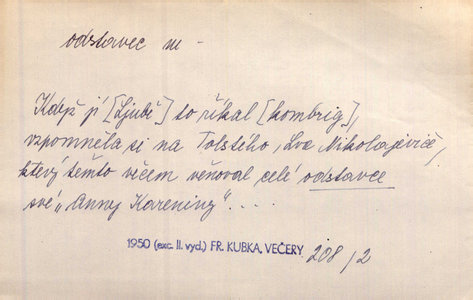 odstavec m -
Když jí [Ljubě] to říkal [kombrig],
vzpomněla si na Tolstého, Lva Nikolajeviče,
který těmto věcem věnoval celé odstavce
své „Anny Kareniny“ . . . .
1950 (exc. II. vyd.) FR. KUBKA, VEČERY 208/2